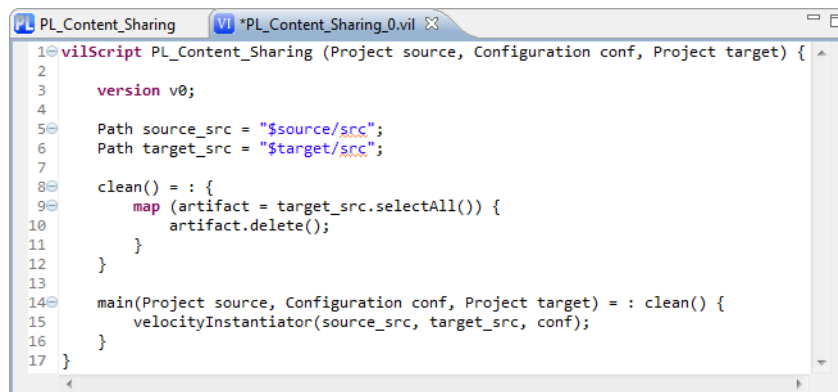 PL PL_Content_Sharing VI *PL_Content_Sharing_0.vil
1 vilScript PL_Content_Sharing (Project source, Configuration conf, Project target) {
2
3 version v0;
4
5 Path source_src = "$source/src";
6 Path target_src = "$target/src";
7
8 clean() = : {
9 map (artifact = target_src.selectAll()) {
10 artifact.delete();
11 }
12 }
13
14 main(Project source, Configuration conf, Project target) = : clean() {
15 velocityInstantiator(source_src, target_src, conf);
16 }
17 }